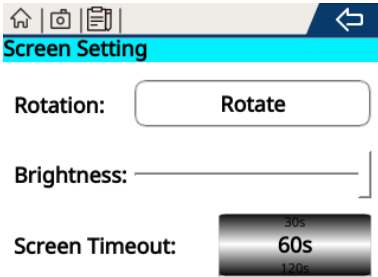 Screen Setting
Rotation: Rotate
Brightness:
30s
Screen Timeout: 60s
120s